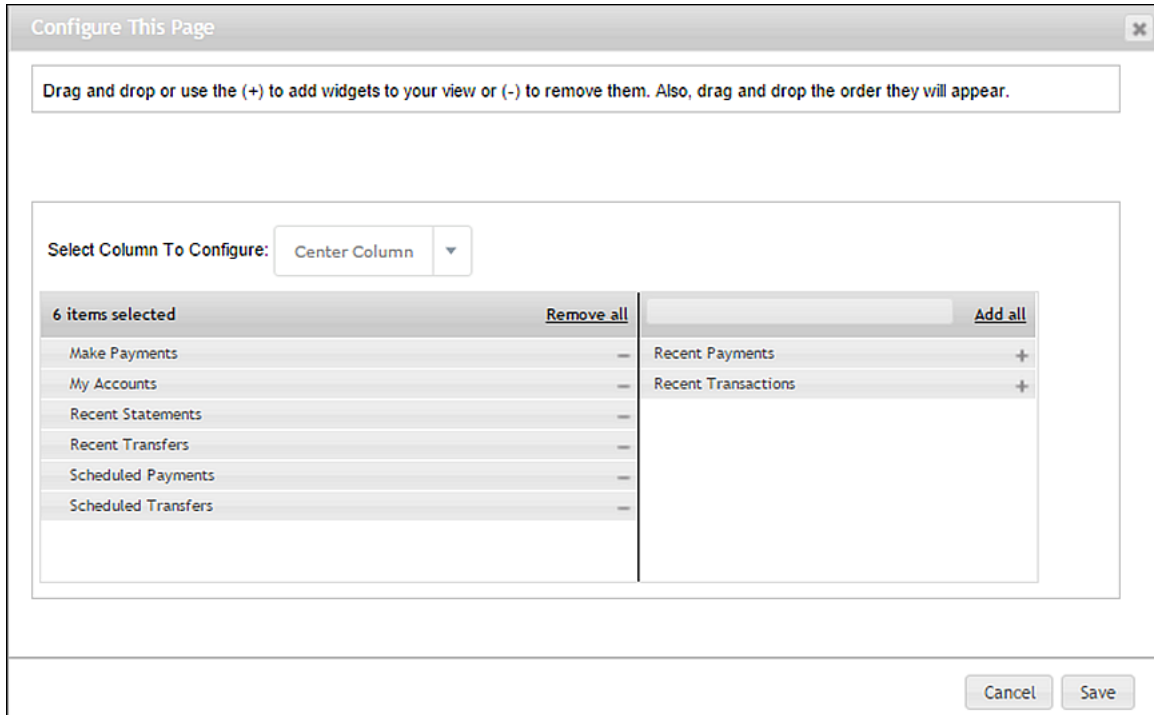 Configure This Page
Drag and drop or use the (+) to add widgets to your view or (-) to remove them. Also, drag and drop the order they will appear.
Select Column To Configure: Center Column
6 items selected Remove all Add all
Make Payments − Recent Payments +
My Accounts − Recent Transactions +
Recent Statements −
Recent Transfers −
Scheduled Payments −
Scheduled Transfers −
Cancel Save